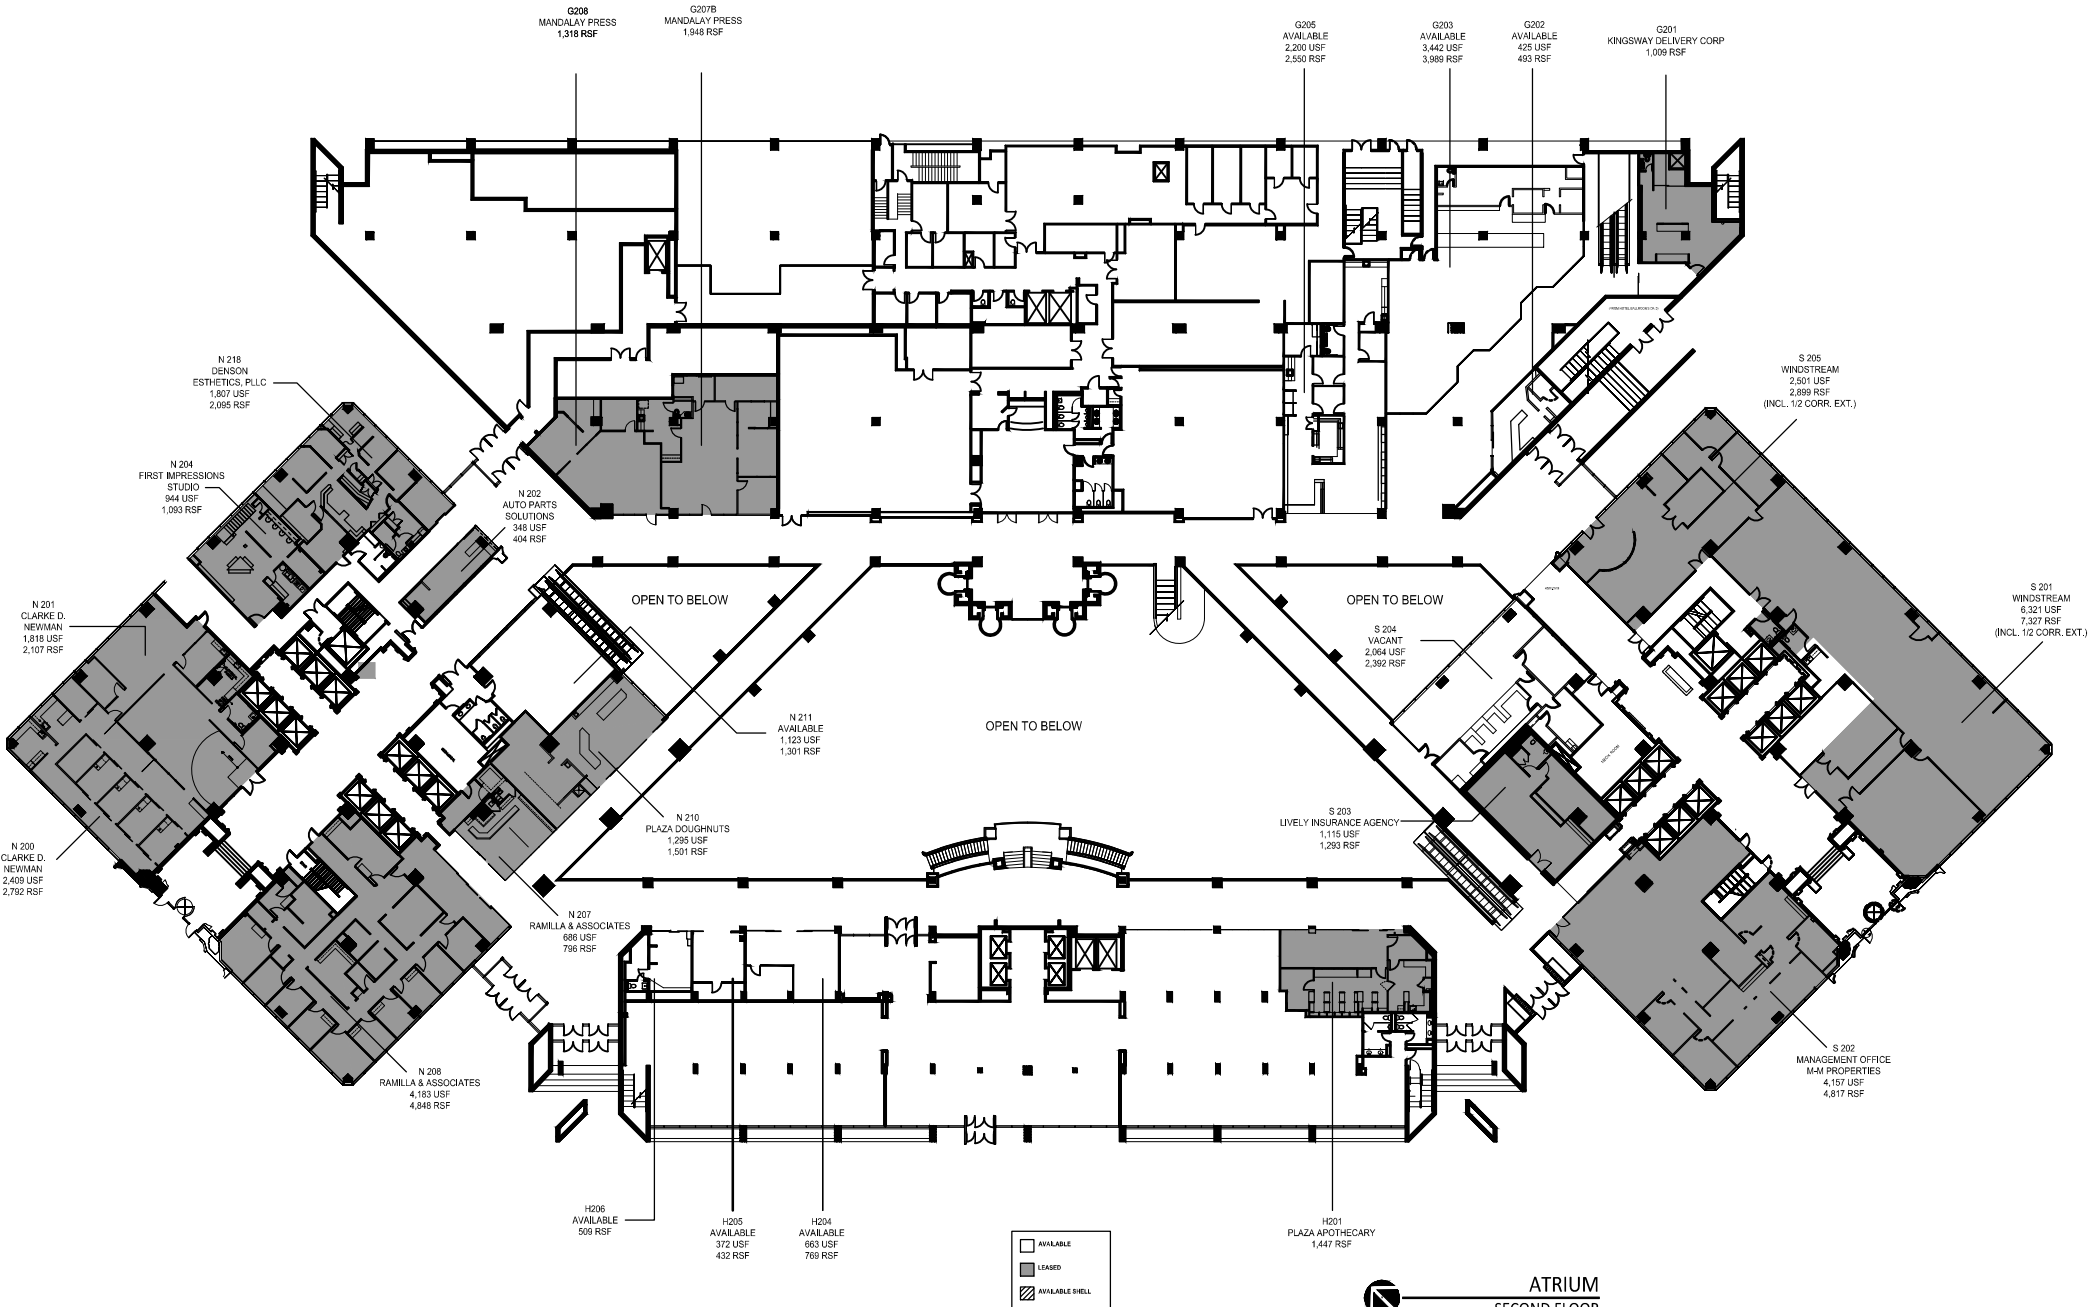 G208
MANDALAY PRESS
1,318 RSF
G207B
MANDALAY PRESS
1,948 RSF
G205
AVAILABLE
2,200 USF
2,550 RSF
G203
AVAILABLE
3,442 USF
3,989 RSF
G202
AVAILABLE
425 USF
493 RSF
G201
KINGSWAY DELIVERY CORP
1,009 RSF
N 218
DENSON
ESTHETICS, PLLC
1,807 USF
2,095 RSF
N 204
FIRST IMPRESSIONS
STUDIO
944 USF
1,093 RSF
N 202
AUTO PARTS
SOLUTIONS
348 USF
404 RSF
S 205
WINDSTREAM
2,501 USF
2,899 RSF
(INCL. 1/2 CORR. EXT.)
N 201
CLARKE D.
NEWMAN
1,818 USF
2,107 RSF
OPEN TO BELOW
OPEN TO BELOW
S 204
VACANT
2,064 USF
2,392 RSF
S 201
WINDSTREAM
6,321 USF
7,327 RSF
(INCL. 1/2 CORR. EXT.)
N 211
AVAILABLE
1,123 USF
1,301 RSF
OPEN TO BELOW
N 210
PLAZA DOUGHNUTS
1,295 USF
1,501 RSF
S 203
LIVELY INSURANCE AGENCY
1,115 USF
1,293 RSF
N 200
CLARKE D.
NEWMAN
2,409 USF
2,792 RSF
N 207
RAMILLA & ASSOCIATES
686 USF
796 RSF
N 208
RAMILLA & ASSOCIATES
4,183 USF
4,848 RSF
S 202
MANAGEMENT OFFICE
M-M PROPERTIES
4,157 USF
4,817 RSF
H206
AVAILABLE
509 RSF
H205
AVAILABLE
372 USF
432 RSF
H204
AVAILABLE
663 USF
769 RSF
H201
PLAZA APOTHECARY
1,447 RSF
AVAILABLE
LEASED
AVAILABLE SHELL
ATRIUM
SECOND FLOOR